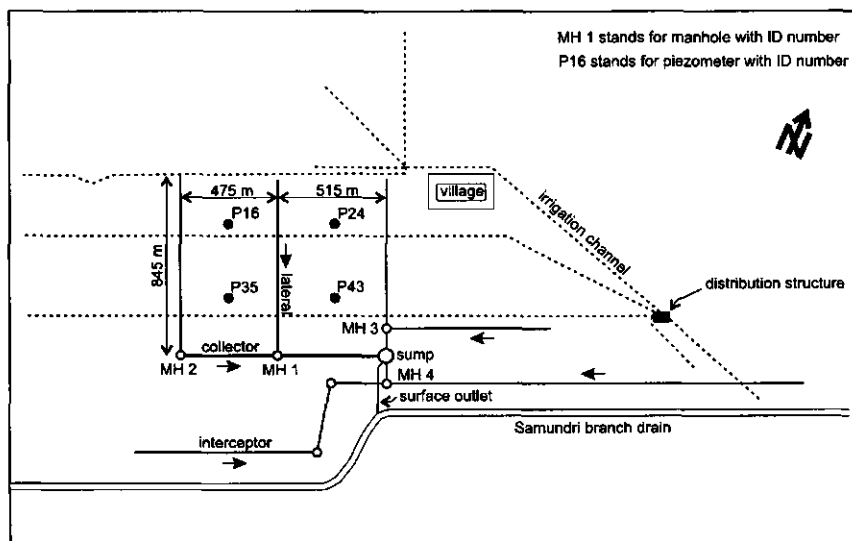 MH 1 stands for manhole with ID number
P16 stands for piezometer with ID number
N
475 m
515 m
village
P16
P24
irrigation channel
845 m
lateral
P35
P43
distribution structure
MH 3
collector
sump
MH 2
MH 1
MH 4
surface outlet
Samundri branch drain
interceptor